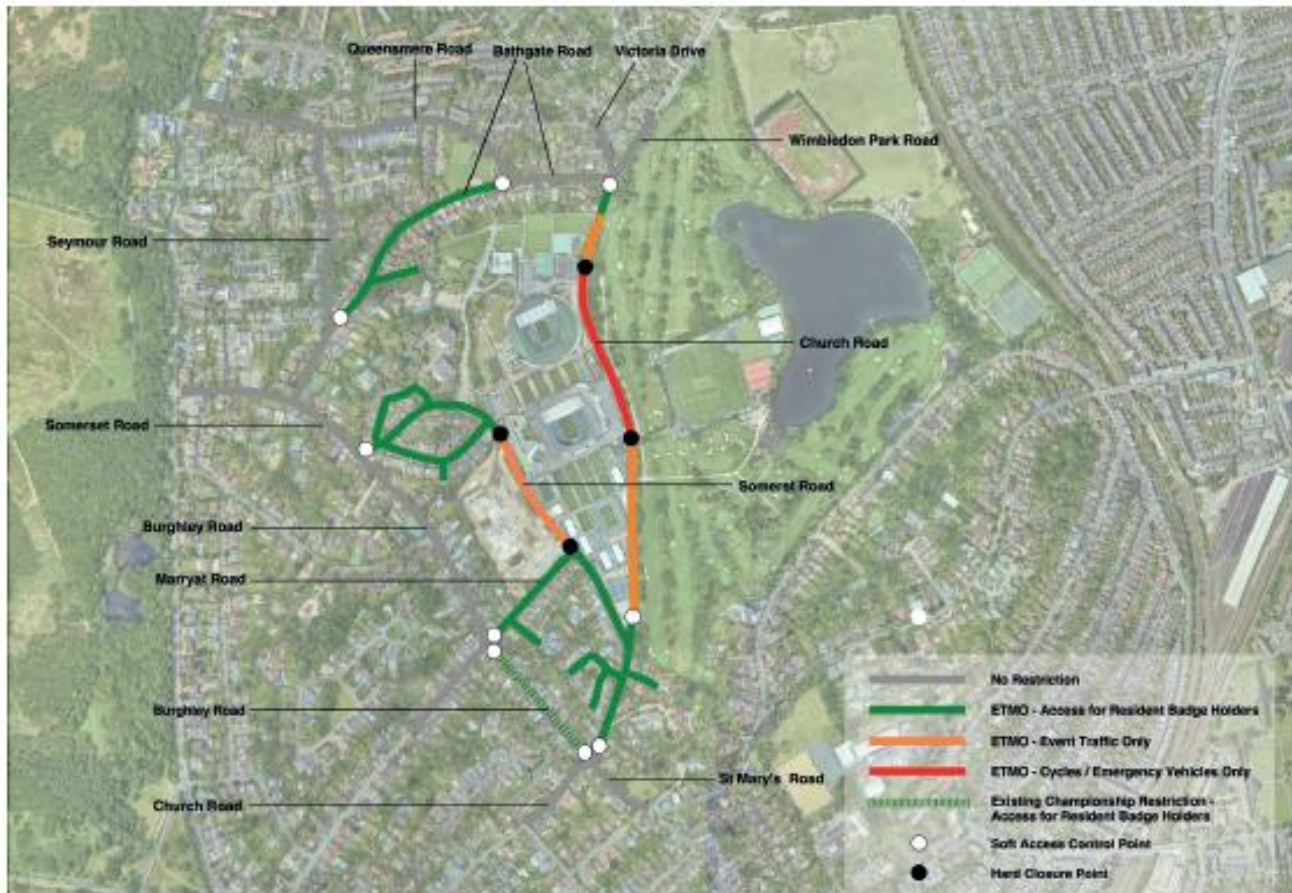 Queensmere Road
Bathgate Road
Victoria Drive
Wimbledon Park Road
Seymour Road
Church Road
Somerset Road
Somerst Road
Burghley Road
Marryat Road
Burghley Road
St Mary's Road
Church Road
No Restriction
ETMO - Access for Resident Badge Holders
ETMO - Event Traffic Only
ETMO - Cycles / Emergency Vehicles Only
Existing Championship Restriction -
Access for Resident Badge Holders
Soft Access Control Point
Hard Closure Point